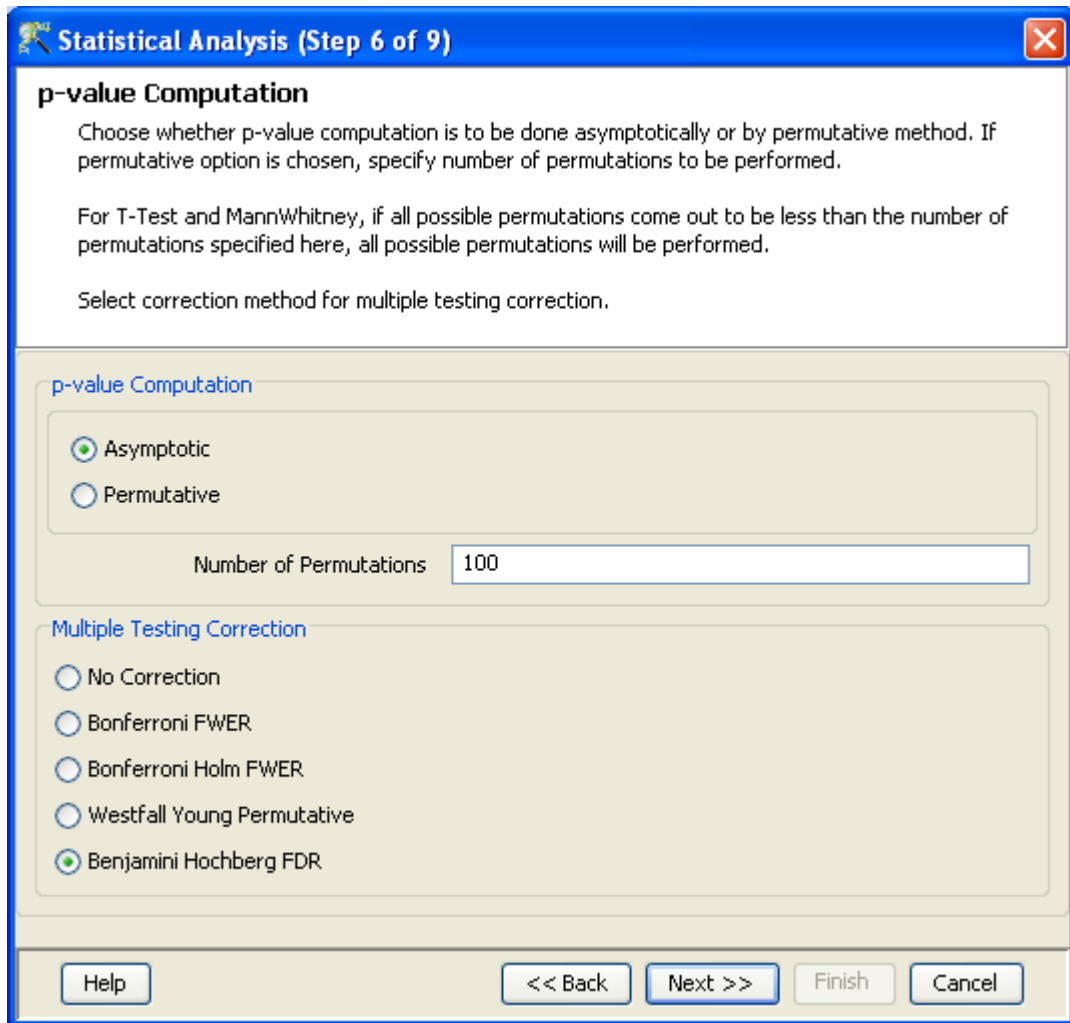 Statistical Analysis (Step 6 of 9)
p-value Computation
Choose whether p-value computation is to be done asymptotically or by permutative method. If
permutative option is chosen, specify number of permutations to be performed.
For T-Test and MannWhitney, if all possible permutations come out to be less than the number of
permutations specified here, all possible permutations will be performed.
Select correction method for multiple testing correction.
p-value Computation
Asymptotic
Permutative
Number of Permutations 100
Multiple Testing Correction
No Correction
Bonferroni FWER
Bonferroni Holm FWER
Westfall Young Permutative
Benjamini Hochberg FDR
Help << Back Next >> Finish Cancel